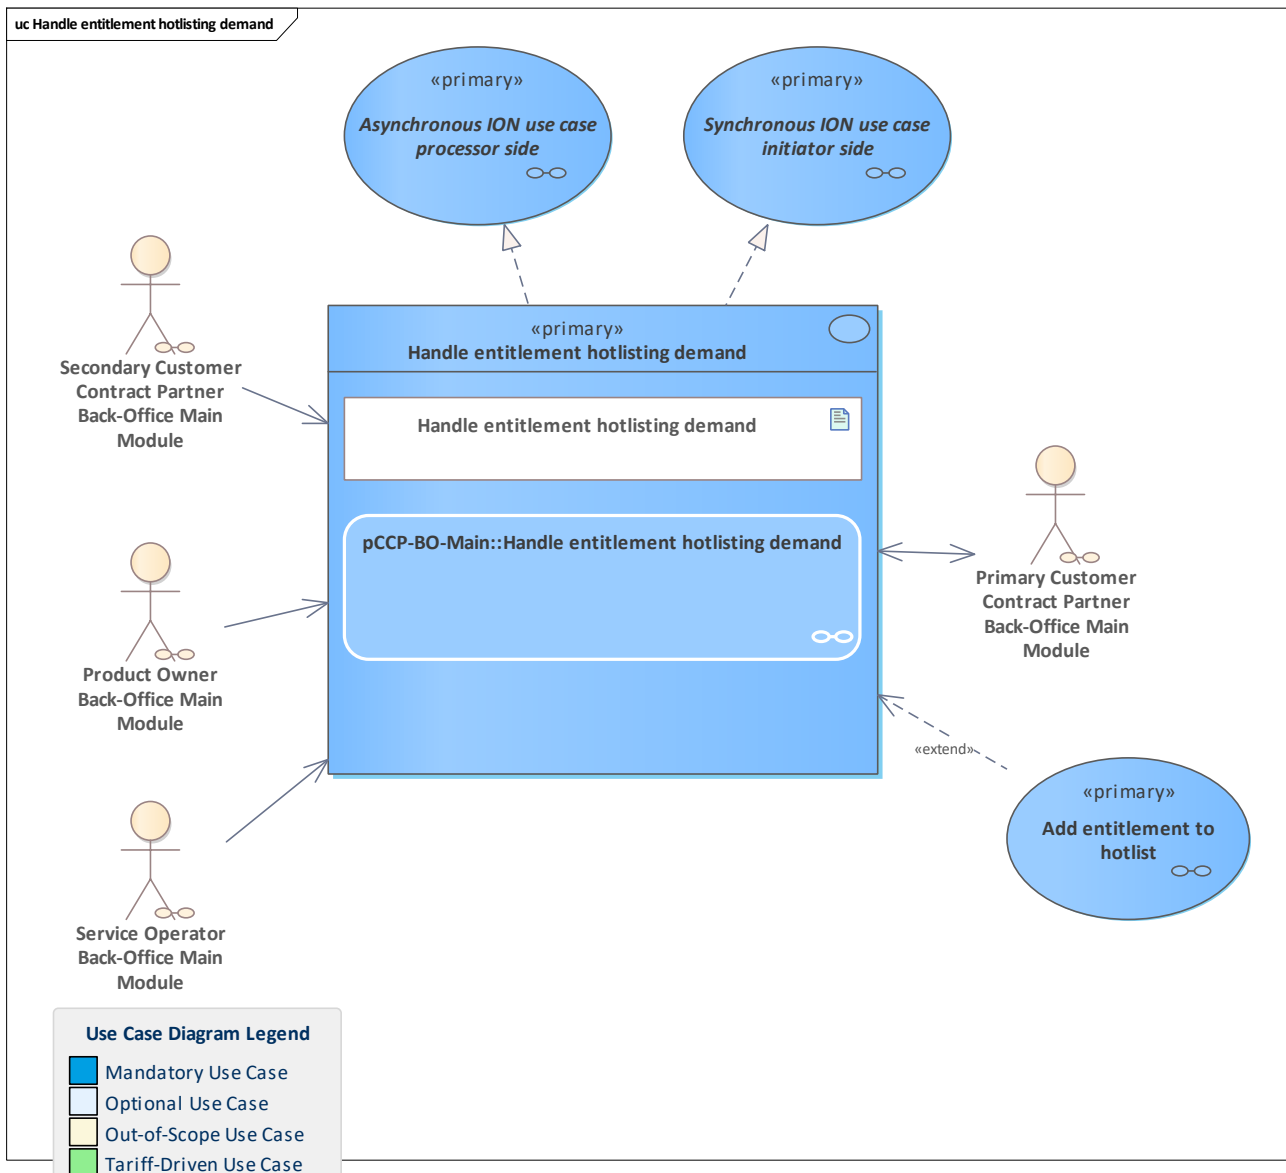 uc Handle entitlement hotlisting demand
«primary»
Asynchronous ION use case
processor side
«primary»
Synchronous ION use case
initiator side
Secondary Customer
Contract Partner
Back-Office Main
Module
«primary»
Handle entitlement hotlisting demand
Handle entitlement hotlisting demand
pCCP-BO-Main::Handle entitlement hotlisting demand
Primary Customer
Contract Partner
Back-Office Main
Module
Product Owner
Back-Office Main
Module
«extend»
«primary»
Add entitlement to
hotlist
Service Operator
Back-Office Main
Module
Use Case Diagram Legend
Mandatory Use Case
Optional Use Case
Out-of-Scope Use Case
Tariff-Driven Use Case